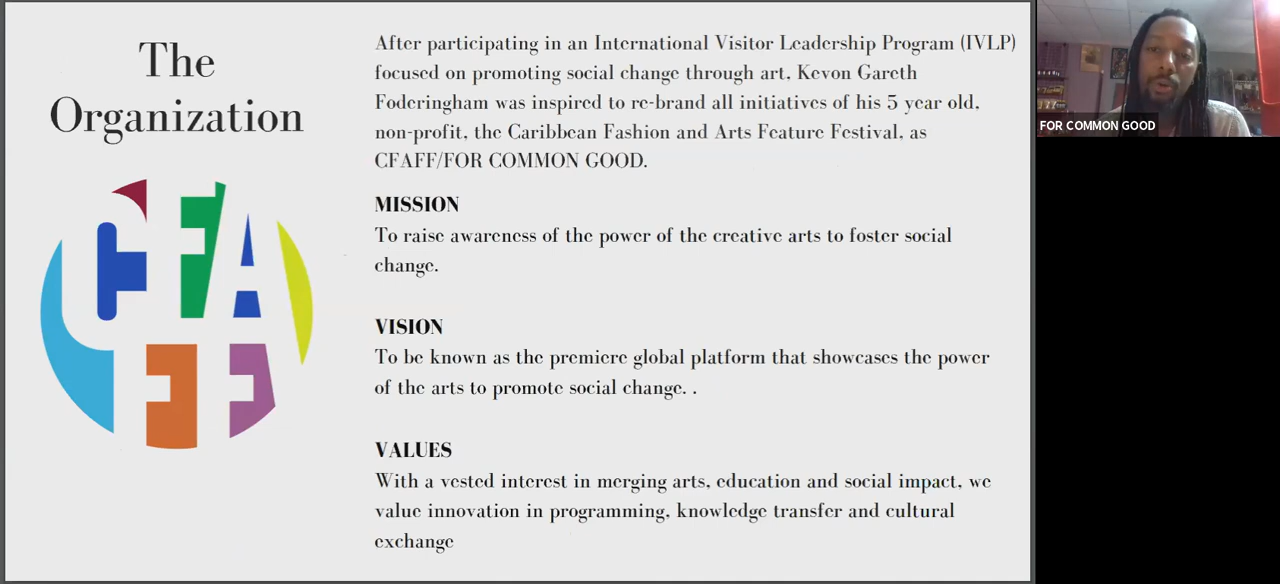 The
Organization
CFA
FF
After participating in an International Visitor Leadership Program (IVLP)
focused on promoting social change through art, Kevon Gareth
Foderingham was inspired to re-brand all initiatives of his 5 year old,
non-profit, the Caribbean Fashion and Arts Feature Festival, as
CFAFF/FOR COMMON GOOD.
MISSION
To raise awareness of the power of the creative arts to foster social
change.
VISION
To be known as the premiere global platform that showcases the power
of the arts to promote social change. .
VALUES
With a vested interest in merging arts, education and social impact, we
value innovation in programming, knowledge transfer and cultural
exchange
FOR COMMON GOOD